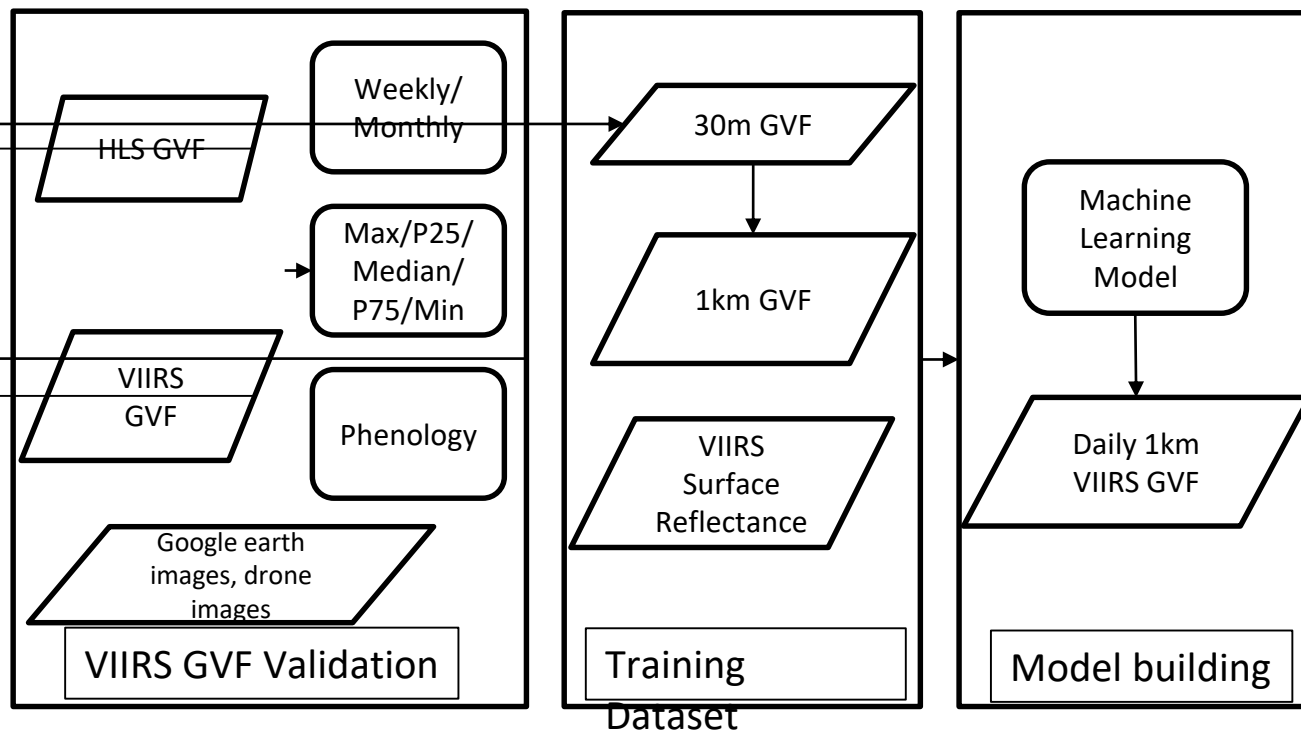 HLS GVF
Weekly/
Monthly
Max/P25/
Median/
P75/Min
VIIRS
GVF
Phenology
Google earth
images, drone
images
VIIRS GVF Validation
30m GVF
1km GVF
VIIRS
Surface
Reflectance
Training
Dataset
Machine
Learning
Model
Daily 1km
VIIRS GVF
Model building